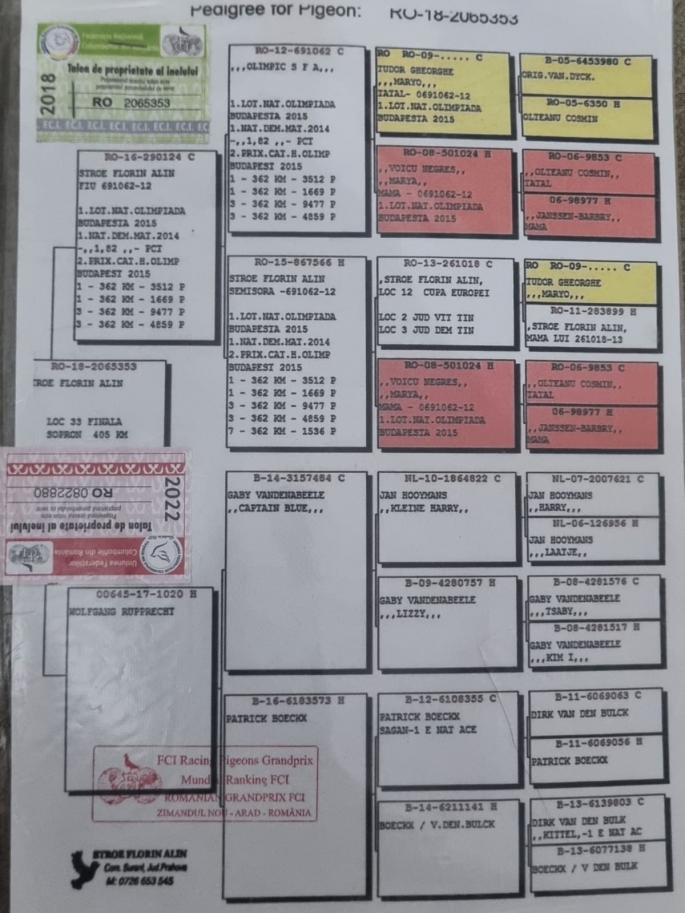 Pedigree for Pigeon: RO-18-2065353
Federația Națională
2018
Talon de proprietate al inelului
RO 2065353
F.C.I. F.C.I. F.C.I. F.C.I. F.C.I. F.C.I.
RO-16-290124 C
STROE FLORIN ALIN
FIU 691062-12
1.LOT.NAT.OLIMPIADA
BUDAPESTA 2015
1.NAT.DEM.MAT.2014
-,,1,82 ,,- PCT
2.PRIX.CAT.H.OLIMP
BUDAPEST 2015
1 - 362 KM - 3512 P
1 - 362 KM - 1669 P
3 - 362 KM - 9477 P
3 - 362 KM - 4859 P
RO-18-2065353
ROE FLORIN ALIN
LOC 33 FINALA
SOPRON 405 KM
2022
RO 0822880
Talon de proprietate al inelului
Uniunea Federațiilor
Columbofile din România
00645-17-1020 H
WOLFGANG RUPPRECHT
RO-12-691062 C
,,,OLIMPIC S F A,,,
1.LOT.NAT.OLIMPIADA
BUDAPESTA 2015
1.NAT.DEM.MAT.2014
-,,1,82 ,,- PCT
2.PRIX.CAT.H.OLIMP
BUDAPEST 2015
1 - 362 KM - 3512 P
1 - 362 KM - 1669 P
3 - 362 KM - 9477 P
3 - 362 KM - 4859 P
RO-15-867566 H
STROE FLORIN ALIN
SEMISORA -691062-12
1.LOT.NAT.OLIMPIADA
BUDAPESTA 2015
1.NAT.DEM.MAT.2014
2.PRIX.CAT.H.OLIMP
BUDAPEST 2015
1 - 362 KM - 3512 P
1 - 362 KM - 1669 P
3 - 362 KM - 9477 P
3 - 362 KM - 4859 P
7 - 362 KM - 1536 P
B-14-3157484 C
GABY VANDENABEELE
,,CAPTAIN BLUE,,,
B-16-6183573 H
PATRICK BOECKX
RO RO-09-..... C
TUDOR GHEORGHE
,,,MARYO,,,
TATAL- 0691062-12
1.LOT.NAT.OLIMPIADA
BUDAPESTA 2015
RO-08-501024 H
,,VOICU NEGRES,,
,,MARYA,,
MAMA - 0691062-12
1.LOT.NAT.OLIMPIADA
BUDAPESTA 2015
RO-13-261018 C
,STROE FLORIN ALIN,
LOC 12 CUPA EUROPEI
LOC 2 JUD VIT TIN
LOC 3 JUD DEM TIN
RO-08-501024 H
,,VOICU NEGRES,,
,,MARYA,,
MAMA - 0691062-12
1.LOT.NAT.OLIMPIADA
BUDAPESTA 2015
NL-10-1864822 C
JAN HOOYMANS
,,KLEINE HARRY,,
B-09-4280757 H
GABY VANDENABEELE
,,,LIZZY,,,
B-12-6108355 C
PATRICK BOECKX
SAGAN-1 E NAT ACE
B-14-6211141 H
BOECKX / V.DEN.BULCK
B-05-6453980 C
ORIG.VAN.DYCK.
RO-05-6350 H
OLTEANU COSMIN
RO-06-9853 C
,,OLTEANU COSMIN,,
TATAL
06-98977 H
,,JANSSEN-BARBRY,,
MAMA
RO RO-09-..... C
TUDOR GHEORGHE
,,,MARYO,,,
RO-11-283899 H
,STROE FLORIN ALIN,
MAMA LUI 261018-13
RO-06-9853 C
,,OLTEANU COSMIN,,
TATAL
06-98977 H
,,JANSSEN-BARBRY,,
MAMA
NL-07-2007621 C
JAN HOOYMANS
,,,HARRY,,,
NL-06-126956 H
JAN HOOYMANS
,,,LAATJE,,
B-08-4281576 C
GABY VANDENABEELE
,,,TSABY,,,
B-08-4281517 H
GABY VANDENABEELE
,,,KIM I,,,
B-11-6069063 C
DIRK VAN DEN BULCK
B-11-6069056 H
PATRICK BOECKX
B-13-6139803 C
DIRK VAN DEN BULK
,,KITTEL,-1 E NAT AC
B-13-6077138 H
BOECKX / V DEN BULK
FCI Racing Pigeons Grandprix
Mundial Ranking FCI
ROMANIAN GRANDPRIX FCI
ZIMANDUL NOU - ARAD - ROMÂNIA
STROE FLORIN ALIN
Com. Surani, Jud.Prahova
M: 0726 653 545